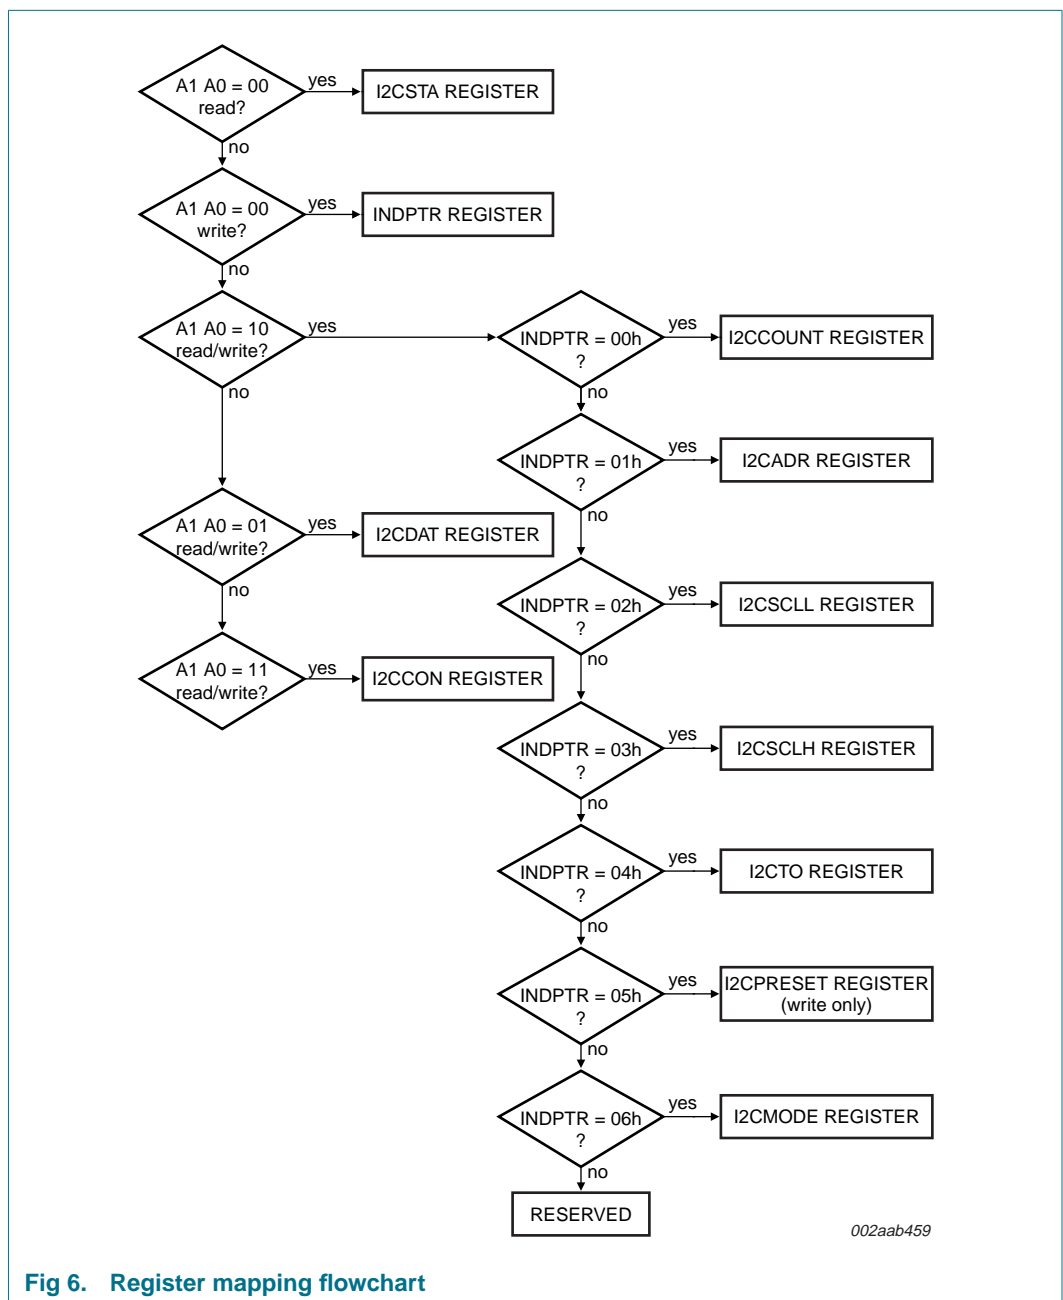 A1 A0 = 00
read?
yes
I2CSTA REGISTER
no
A1 A0 = 00
write?
yes
INDPTR REGISTER
no
A1 A0 = 10
read/write?
yes
no
A1 A0 = 01
read/write?
yes
I2CDAT REGISTER
no
A1 A0 = 11
read/write?
yes
I2CCON REGISTER
INDPTR = 00h
?
yes
I2CCOUNT REGISTER
no
INDPTR = 01h
?
yes
I2CADR REGISTER
no
INDPTR = 02h
?
yes
I2CSCLL REGISTER
no
INDPTR = 03h
?
yes
I2CSCLH REGISTER
no
INDPTR = 04h
?
yes
I2CTO REGISTER
no
INDPTR = 05h
?
yes
I2CPRESET REGISTER
(write only)
no
INDPTR = 06h
?
yes
I2CMODE REGISTER
no
RESERVED
002aab459
Fig 6. Register mapping flowchart